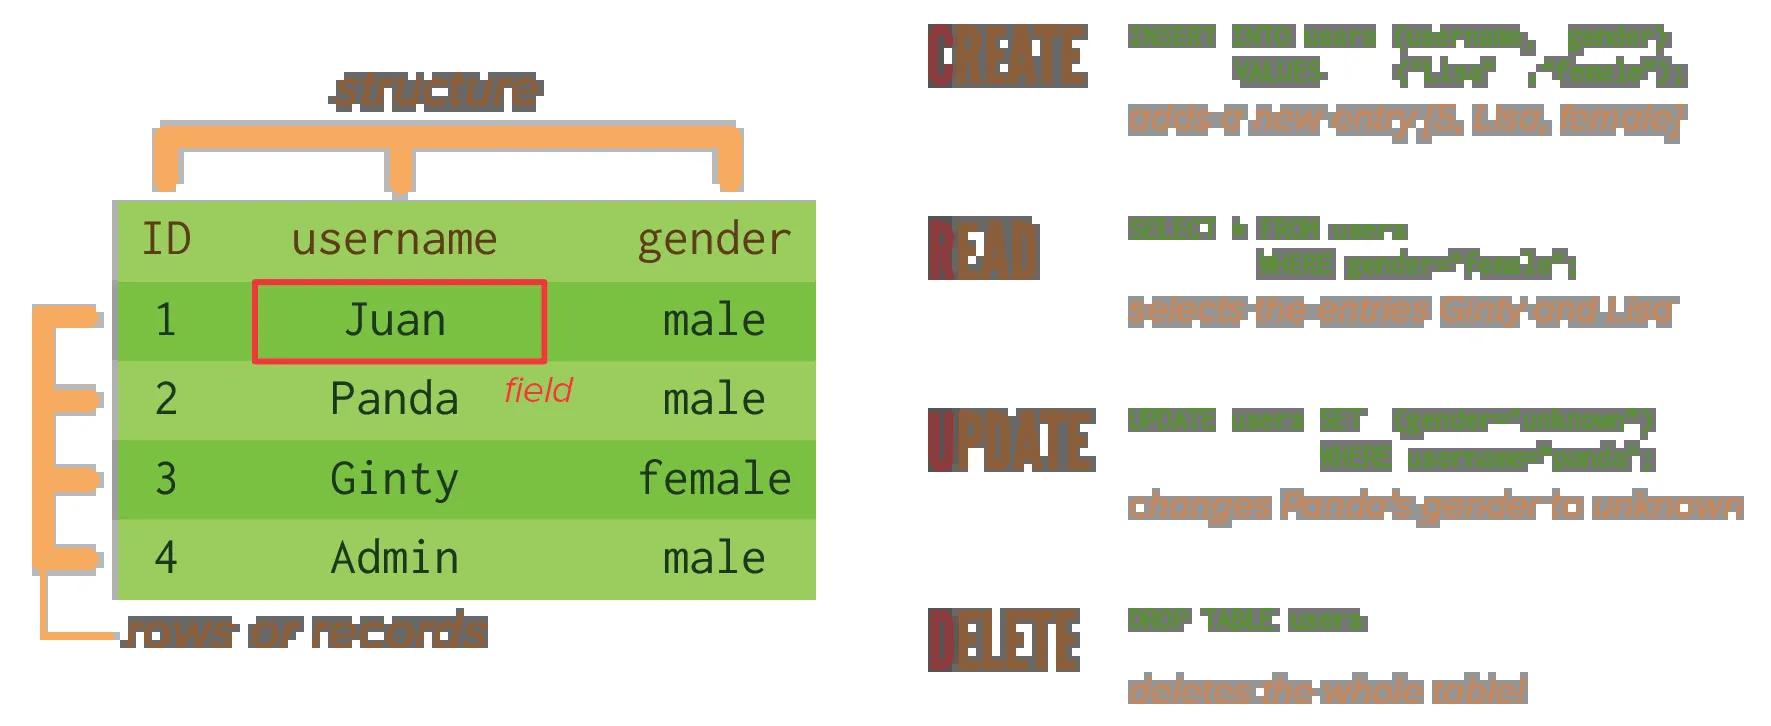 structure
ID username gender
1 Juan male
2 Panda male
field
3 Ginty female
4 Admin male
rows or records
CREATE
INSERT INTO users (username, gender)
VALUES ("Lisa" ,"female");
adds a new entry [5, Lisa, female]
READ
SELECT * FROM users
WHERE gender="female";
selects the entries Ginty and Lisa
UPDATE
UPDATE users SET (gender="unknown")
WHERE username="panda";
changes Panda's gender to unknown
DELETE
DROP TABLE users
deletes the whole table!